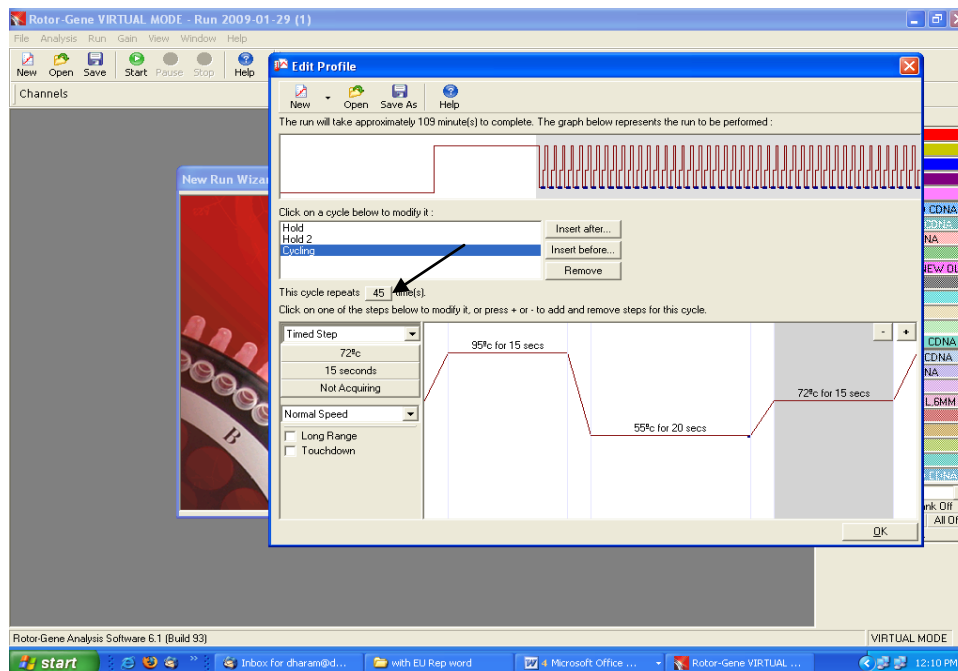 Rotor-Gene VIRTUAL MODE - Run 2009-01-29 (1)
File Analysis Run Gain View Window Help
New Open Save Start Pause Stop Help
Channels
Edit Profile
New Open Save As Help
The run will take approximately 109 minute(s) to complete. The graph below represents the run to be performed :
New Run Wizar
Click on a cycle below to modify it :
Hold
Hold 2
Cycling
Insert after...
Insert before...
Remove
This cycle repeats 45 time(s).
Click on one of the steps below to modify it, or press + or - to add and remove steps for this cycle.
Timed Step
72ºc
15 seconds
Not Acquiring
Normal Speed
Long Range
Touchdown
95ºc for 15 secs
55ºc for 20 secs
72ºc for 15 secs
- +
OK
B
CDNA
CDNA
NA
EW OL
CDNA
CDNA
NA
L,6MM
CDNA
nk Off
All Of
Rotor-Gene Analysis Software 6.1 (Build 93)
VIRTUAL MODE
start
Inbox for dharam@d...
with EU Rep word
4 Microsoft Office ...
Rotor-Gene VIRTUAL ...
12:10 PM